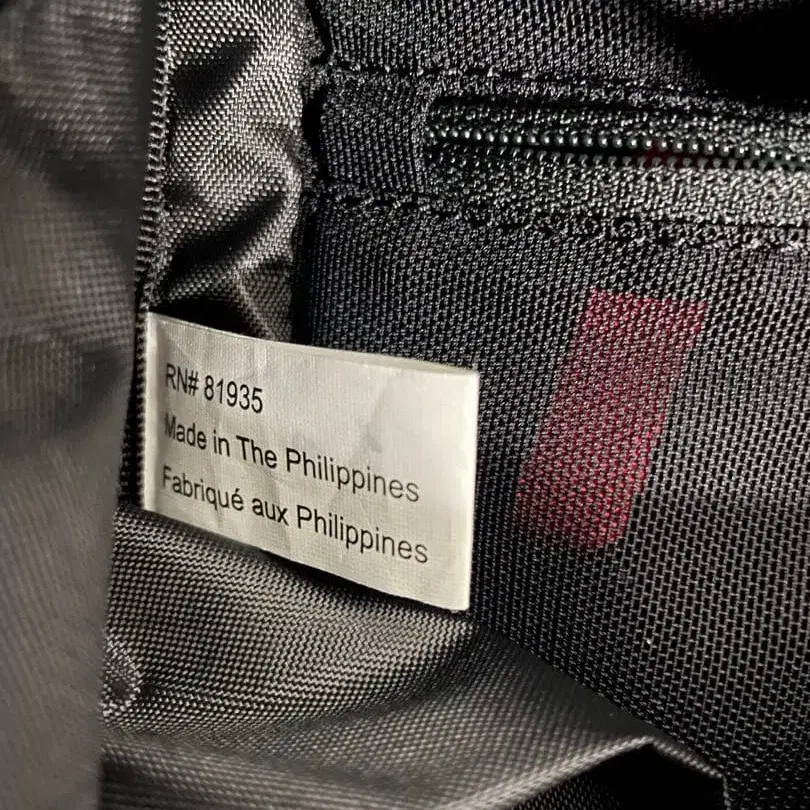 RN# 81935
Made in The Philippines
Fabriqué aux Philippines